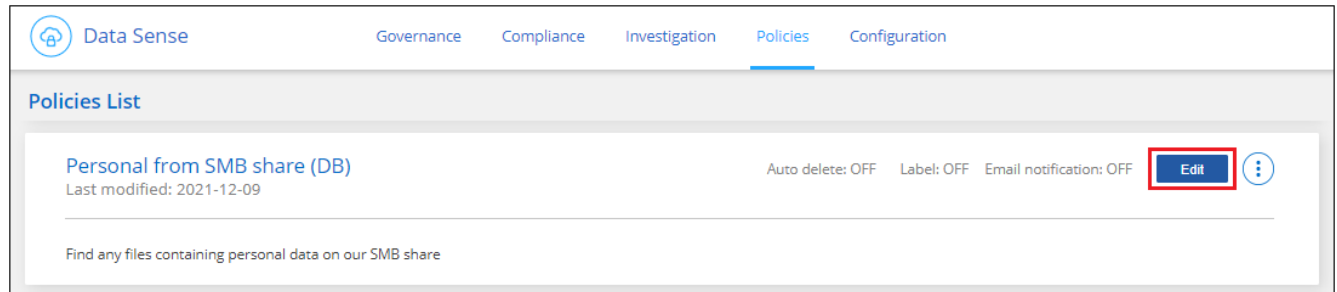 Data Sense Governance Compliance Investigation Policies Configuration
Policies List
Personal from SMB share (DB) Auto delete: OFF Label: OFF Email notification: OFF Edit
Last modified: 2021-12-09
Find any files containing personal data on our SMB share